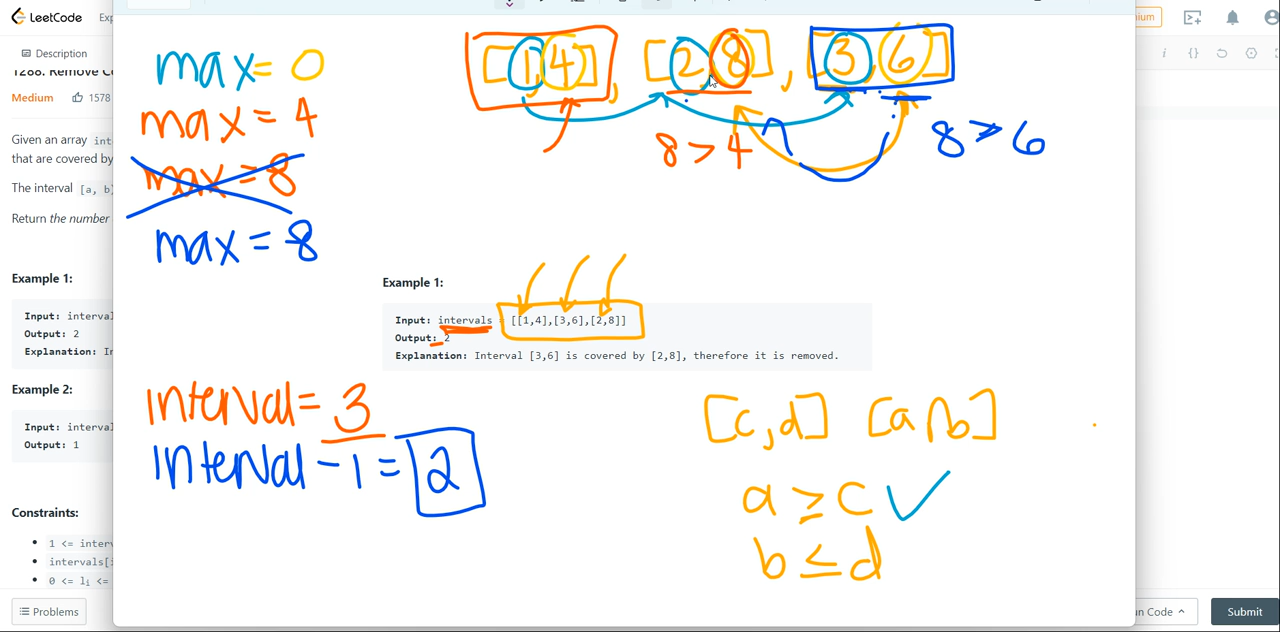 LeetCode
Exp
ium
Description
1288. Remove Co
Medium 1578
Given an array int
that are covered by
The interval [a, b)
Return the number
Example 1:
Input: interval
Output: 2
Explanation: In
Example 2:
Input: interval
Output: 1
Constraints:
1 <= interv
intervals[i
0 <= li <=
Problems
max = 0
max = 4
max = 8
max = 8
[1,4], [2,8], [3,6]
8 > 4
8 > 6
Example 1:
Input: intervals = [[1,4],[3,6],[2,8]]
Output: 2
Explanation: Interval [3,6] is covered by [2,8], therefore it is removed.
interval = 3
interval - 1 = 2
[c,d] [a,b]
a ≥ c
b ≤ d
n Code
Submit